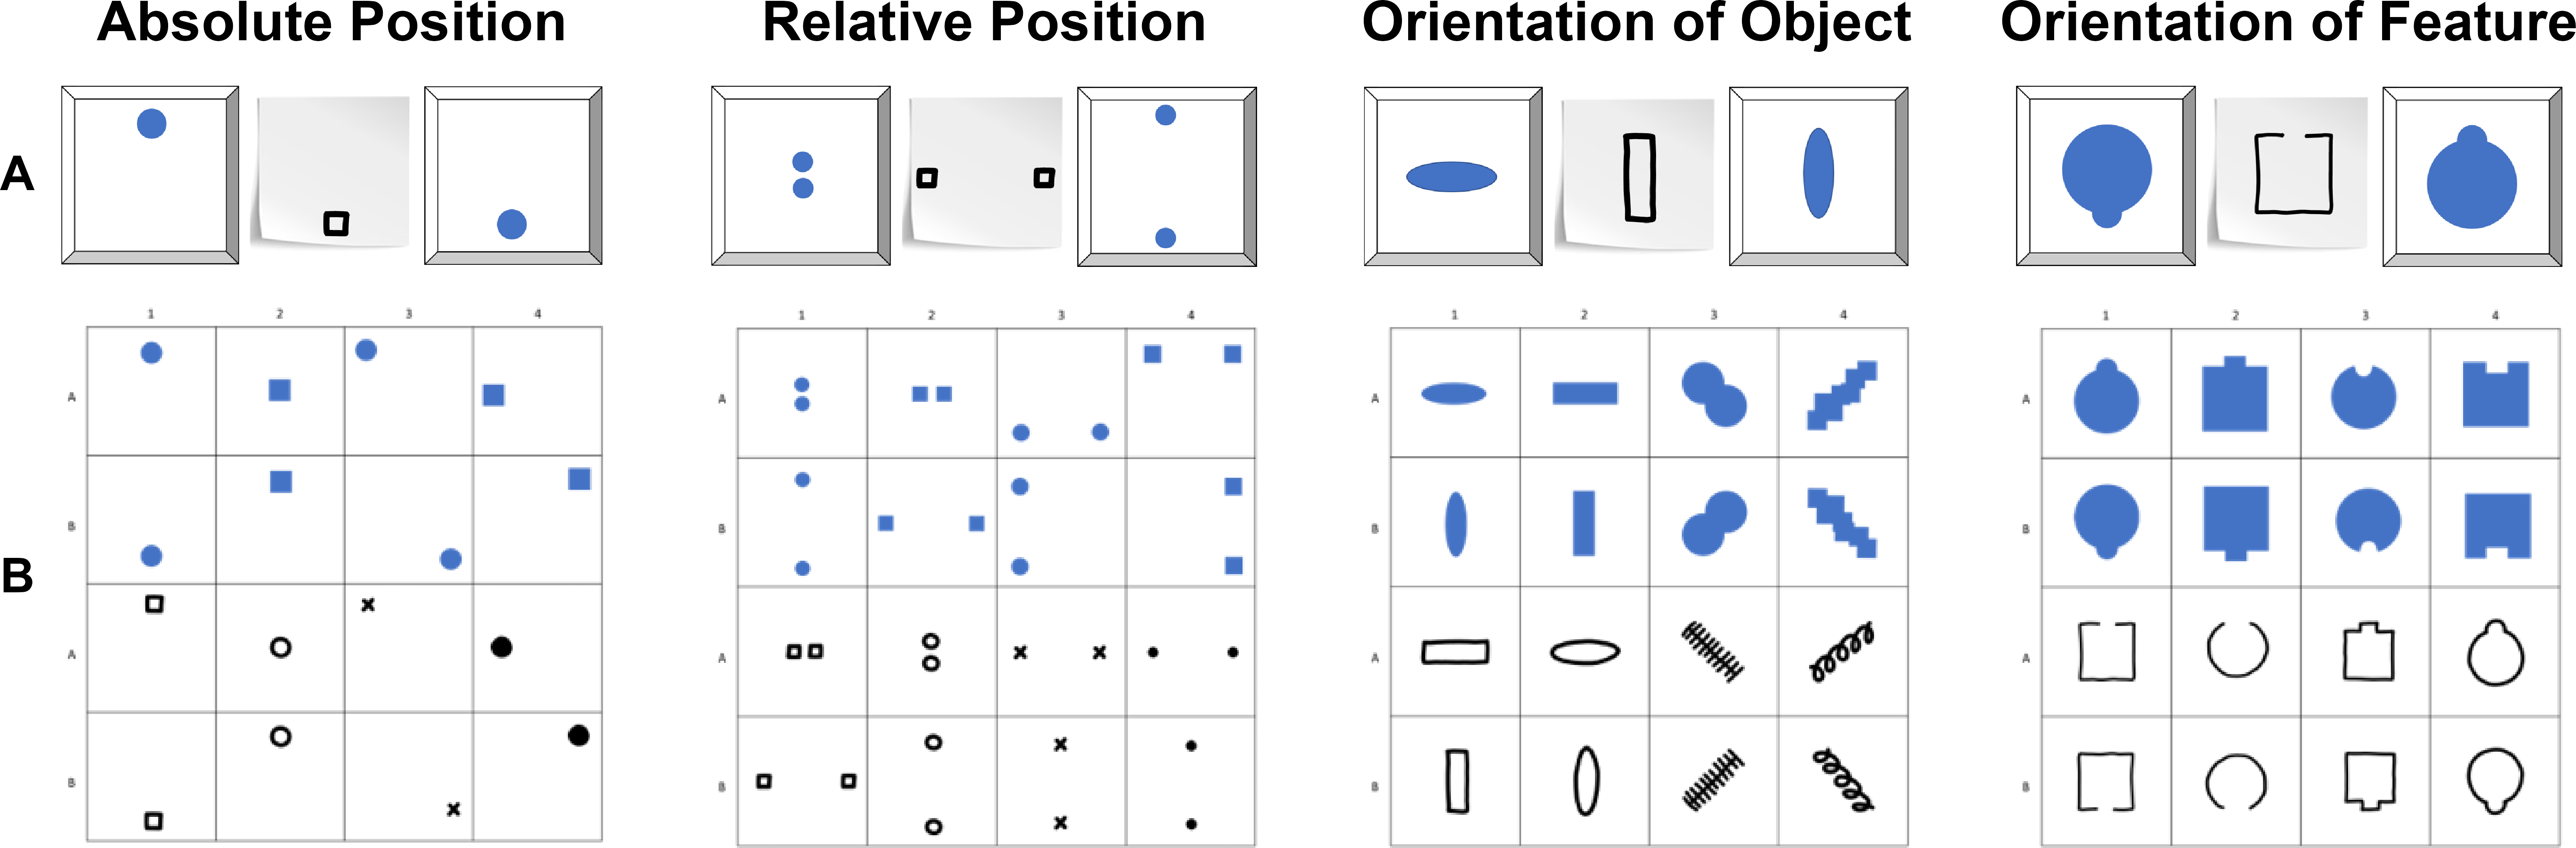 Absolute Position
Relative Position
Orientation of Object
Orientation of Feature
A
B
1 2 3 4
A
B
A
B
1 2 3 4
A
B
A
B
1 2 3 4
A
B
A
B
1 2 3 4
A
B
A
B